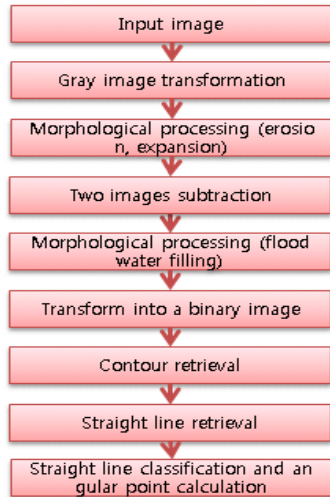 Input image
Gray image transformation
Morphological processing (erosio
n, expansion)
Two images subtraction
Morphological processing (flood
water filling)
Transform into a binary image
Contour retrieval
Straight line retrieval
Straight line classification and an
gular point calculation